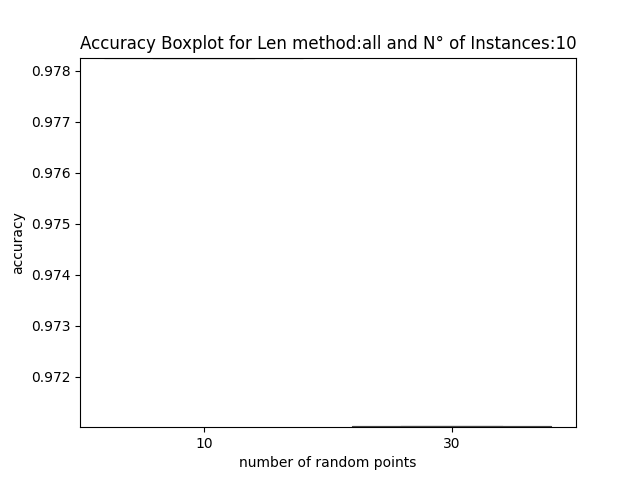 Accuracy Boxplot for Len method:all and N° of Instances:10
0.978
0.977
0.976
0.975
0.974
0.973
0.972
accuracy
10 30
number of random points